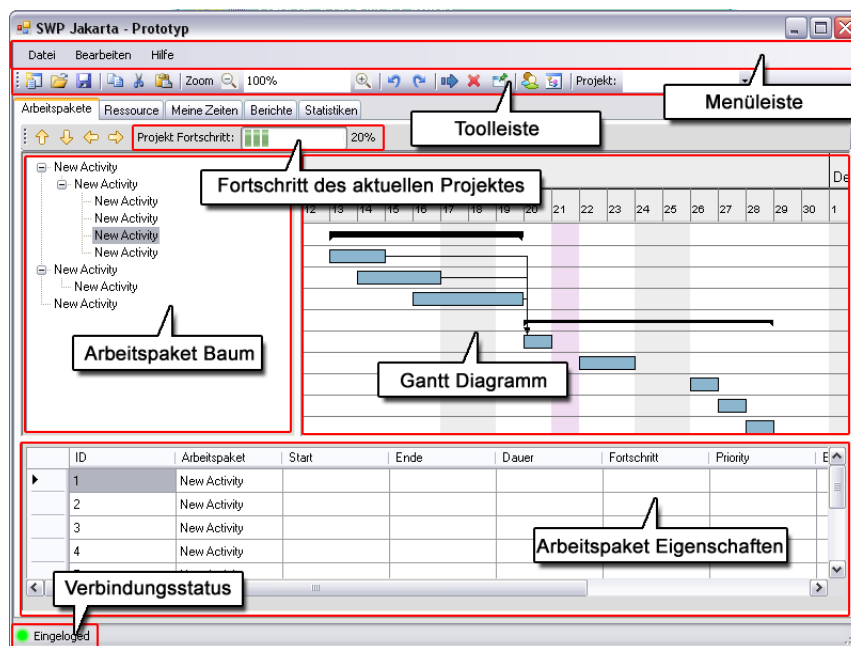 SWP Jakarta - Prototyp
Datei Bearbeiten Hilfe
Zoom 100% Projekt:
Menüleiste
Toolleiste
Arbeitspakete Ressource Meine Zeiten Berichte Statistiken
Projekt Fortschritt: 20%
Fortschritt des aktuellen Projektes
New Activity
New Activity
New Activity
New Activity
New Activity
New Activity
New Activity
New Activity
New Activity
Arbeitspaket Baum
De
12 13 14 15 16 17 18 19 20 21 22 23 24 25 26 27 28 29 30 1
Gantt Diagramm
ID Arbeitspaket Start Ende Dauer Fortschritt Priority E
1 New Activity
2 New Activity
3 New Activity
4 New Activity
Arbeitspaket Eigenschaften
Verbindungsstatus
Eingeloged